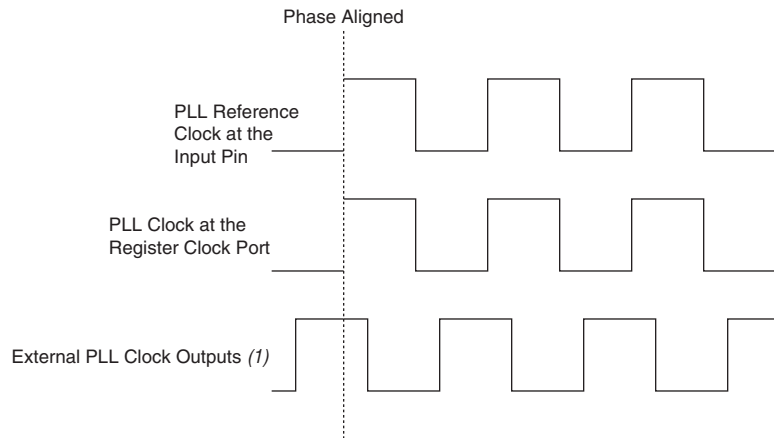 Phase Aligned
PLL Reference
Clock at the
Input Pin
PLL Clock at the
Register Clock Port
External PLL Clock Outputs (1)